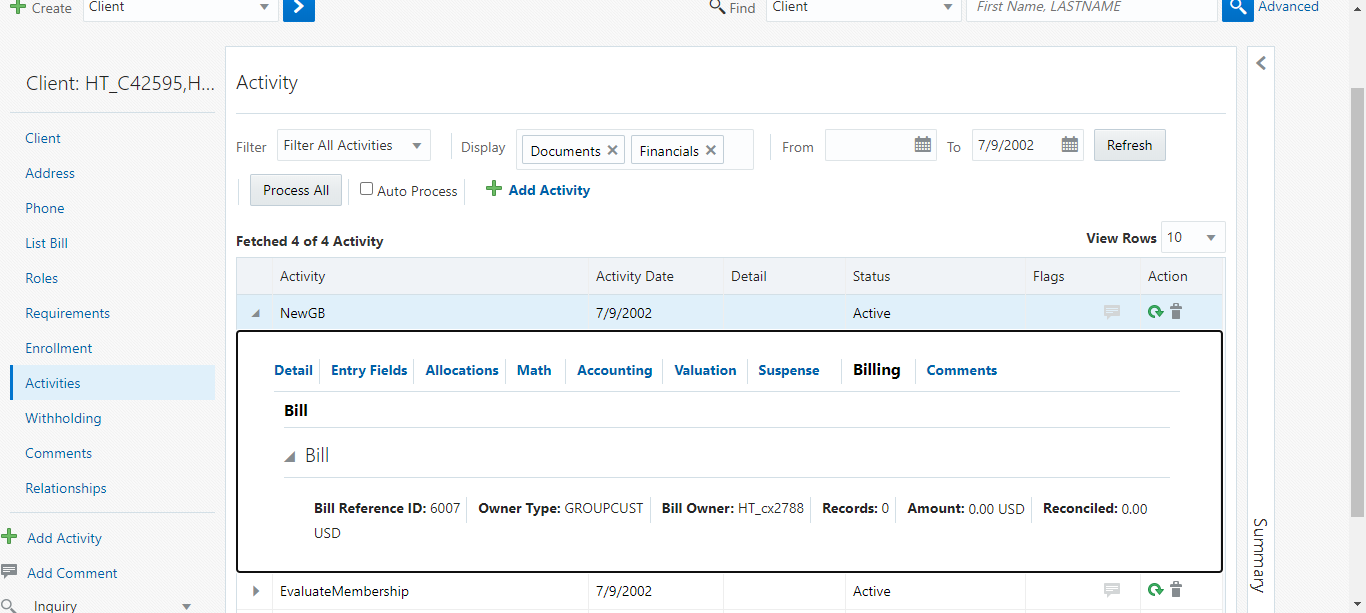 Create Client Find Client First Name, LASTNAME Advanced
Client: HT_C42595,H...
Client
Address
Phone
List Bill
Roles
Requirements
Enrollment
Activities
Withholding
Comments
Relationships
Add Activity
Add Comment
Inquiry
Activity
Filter Filter All Activities Display Documents Financials From To 7/9/2002 Refresh
Process All Auto Process Add Activity
Fetched 4 of 4 Activity View Rows 10
Activity Activity Date Detail Status Flags Action
NewGB 7/9/2002 Active
Detail Entry Fields Allocations Math Accounting Valuation Suspense Billing Comments
Bill
Bill
Bill Reference ID: 6007 Owner Type: GROUPCUST Bill Owner: HT_cx2788 Records: 0 Amount: 0.00 USD Reconciled: 0.00
USD
EvaluateMembership 7/9/2002 Active
Summary